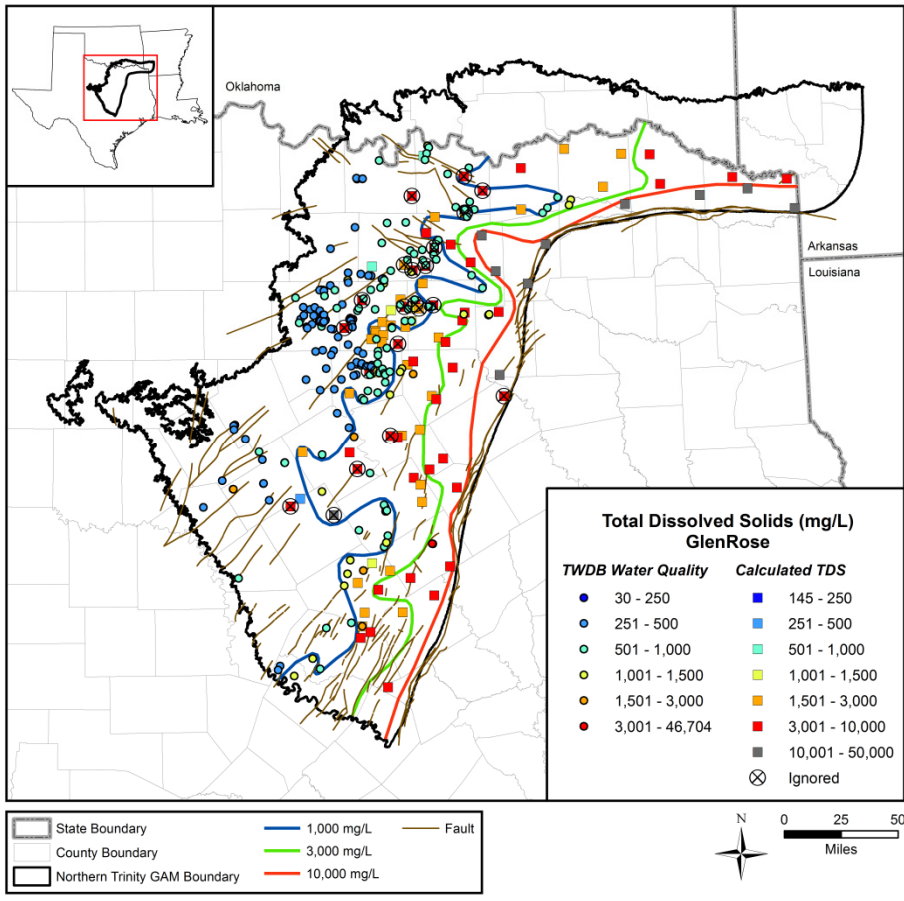 Oklahoma
Arkansas
Louisiana
Total Dissolved Solids (mg/L)
GlenRose
TWDB Water Quality Calculated TDS
30 - 250 145 - 250
251 - 500 251 - 500
501 - 1,000 501 - 1,000
1,001 - 1,500 1,001 - 1,500
1,501 - 3,000 1,501 - 3,000
3,001 - 46,704 3,001 - 10,000
10,001 - 50,000
Ignored
State Boundary 1,000 mg/L Fault
County Boundary 3,000 mg/L
Northern Trinity GAM Boundary 10,000 mg/L
N
0 25 50
Miles